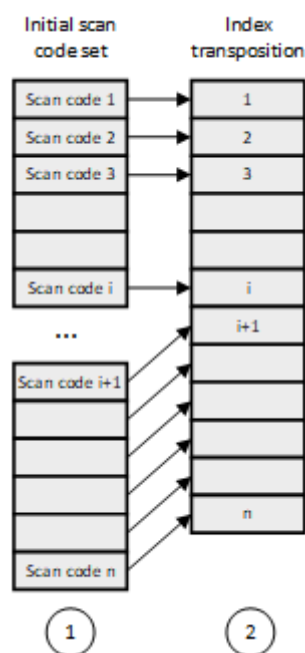 Initial scan
code set
Index
transposition
Scan code 1
1
Scan code 2
2
Scan code 3
3
Scan code i
i
...
i+1
Scan code i+1
Scan code n
n
1
2